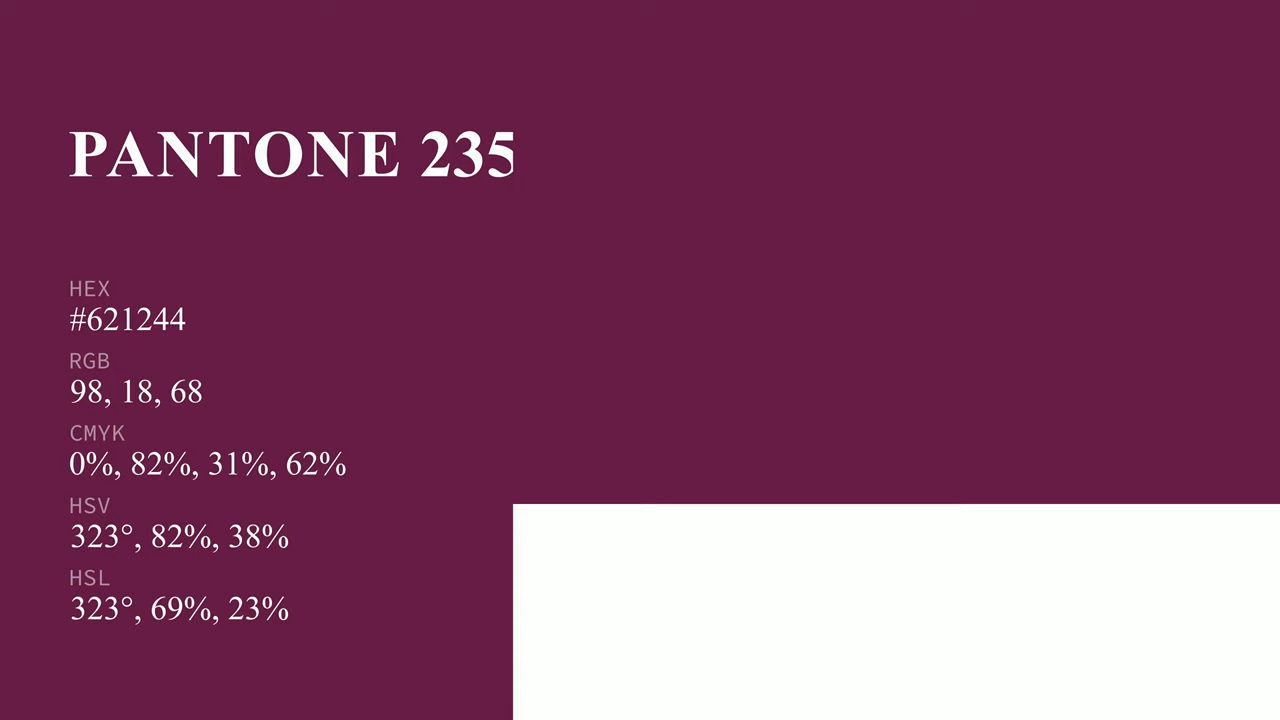 PANTONE 235
HEX
#621244
RGB
98, 18, 68
CMYK
0%, 82%, 31%, 62%
HSV
323°, 82%, 38%
HSL
323°, 69%, 23%